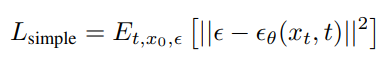 L_simple = E_{t,x_0,ϵ} [||ϵ − ϵ_θ(x_t, t)||^2]